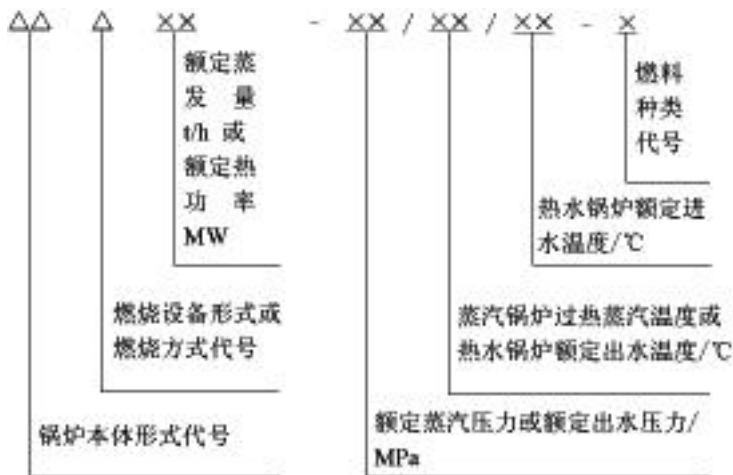 △△ △ ×× - ×× / ×× / ×× - ×
额定蒸
发 量
t/h 或
额定热
功 率
MW
燃料
种类
代号
热水锅炉额定进
水温度/℃
燃烧设备形式或
燃烧方式代号
蒸汽锅炉过热蒸汽温度或
热水锅炉额定出水温度/℃
锅炉本体形式代号
额定蒸汽压力或额定出水压力/
MPa